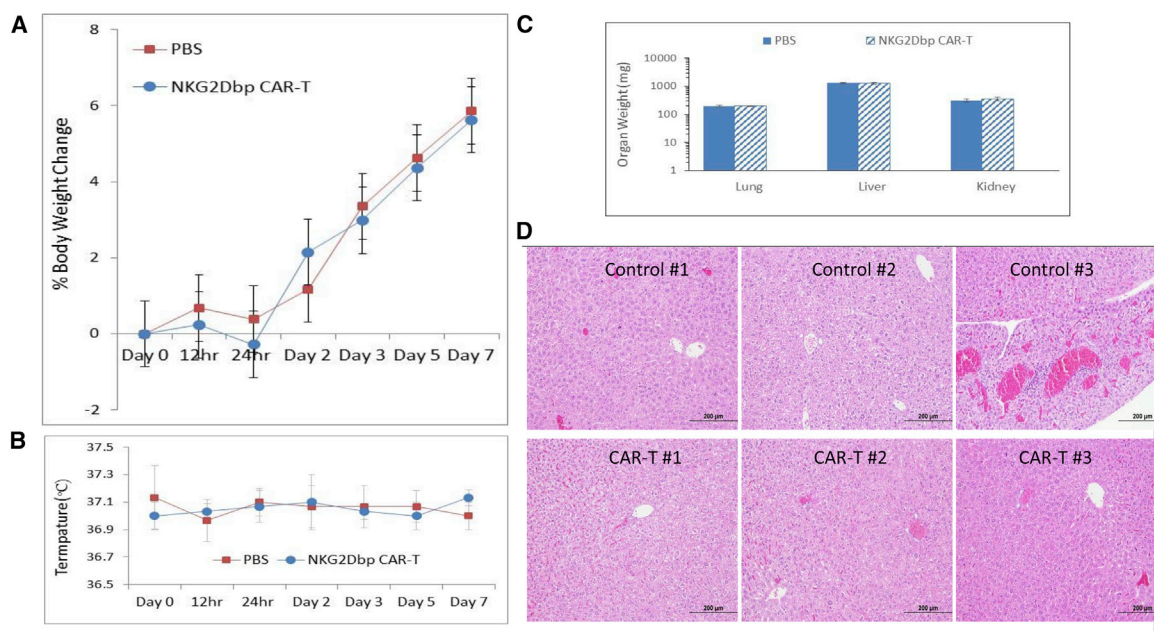 A
8
6
4
2
0
-2
% Body Weight Change
PBS
NKG2Dbp CAR-T
Day 0 12hr 24hr Day 2 Day 3 Day 5 Day 7
B
37.5
37.3
37.1
36.9
36.7
36.5
Termpature(°C)
PBS NKG2Dbp CAR-T
Day 0 12hr 24hr Day 2 Day 3 Day 5 Day 7
C
PBS NKG2Dbp CAR-T
10000
1000
100
10
1
Organ Weight(mg)
Lung Liver Kidney
D
Control #1 Control #2 Control #3
200 µm 200 µm 200 µm
CAR-T #1 CAR-T #2 CAR-T #3
200 µm 200 µm 200 µm